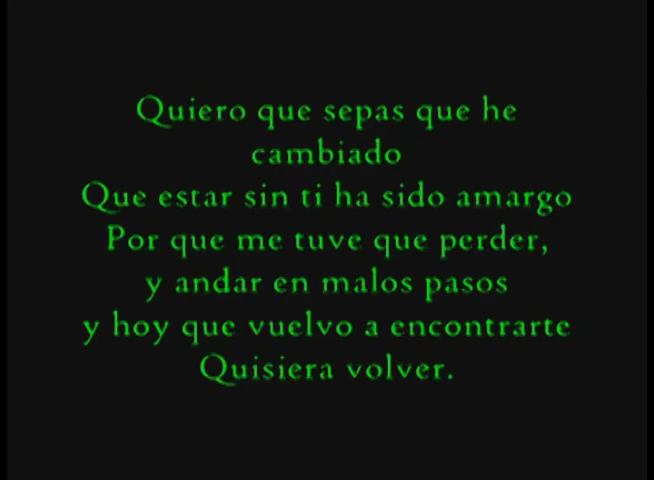 Quiero que sepas que he
cambiado
Que estar sin ti ha sido amargo
Por que me tuve que perder,
y andar en malos pasos
y hoy que vuelvo a encontrarte
Quisiera volver.